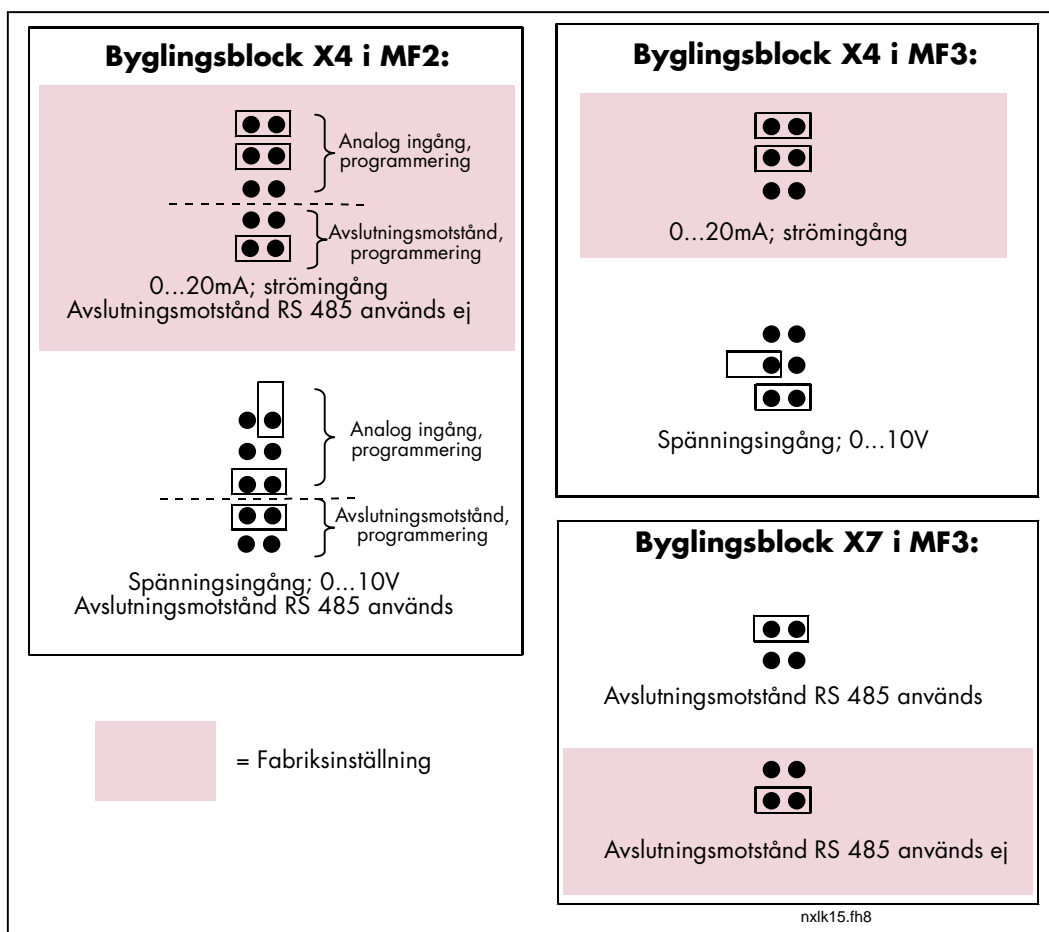 Byglingsblock X4 i MF2:
Analog ingång,
programmering
Avslutningsmotstånd,
programmering
0...20mA; strömingång
Avslutningsmotstånd RS 485 används ej
Analog ingång,
programmering
Avslutningsmotstånd,
programmering
Spänningsingång; 0...10V
Avslutningsmotstånd RS 485 används
= Fabriksinställning
Byglingsblock X4 i MF3:
0...20mA; strömingång
Spänningsingång; 0...10V
Byglingsblock X7 i MF3:
Avslutningsmotstånd RS 485 används
Avslutningsmotstånd RS 485 används ej
nxlk15.fh8